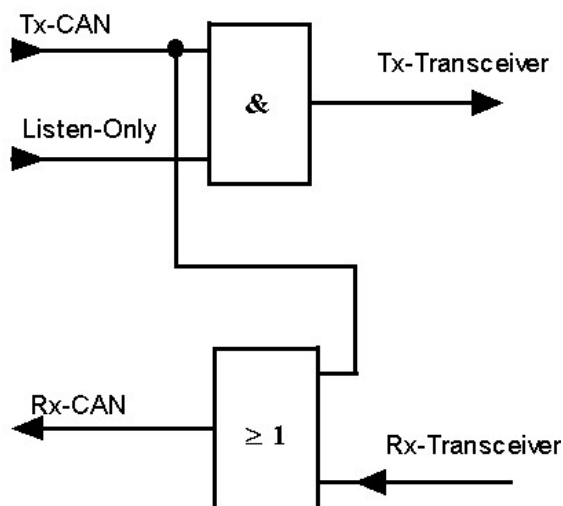 Tx-CAN
Tx-Transceiver
&
Listen-Only
Rx-CAN
≥ 1
Rx-Transceiver